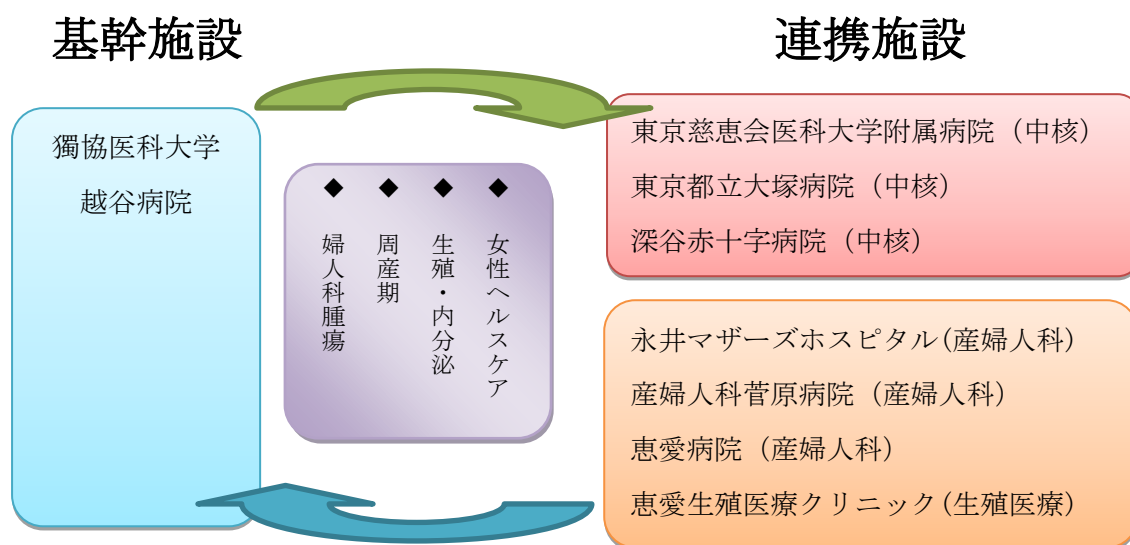 基幹施設
連携施設
獨協医科大学
越谷病院
◆ 女性ヘルスケア
◆ 生殖・内分泌
◆ 周産期
◆ 婦人科腫瘍
東京慈恵会医科大学附属病院（中核）
東京都立大塚病院（中核）
深谷赤十字病院（中核）
永井マザーズホスピタル(産婦人科)
産婦人科菅原病院（産婦人科）
恵愛病院（産婦人科）
恵愛生殖医療クリニック(生殖医療)